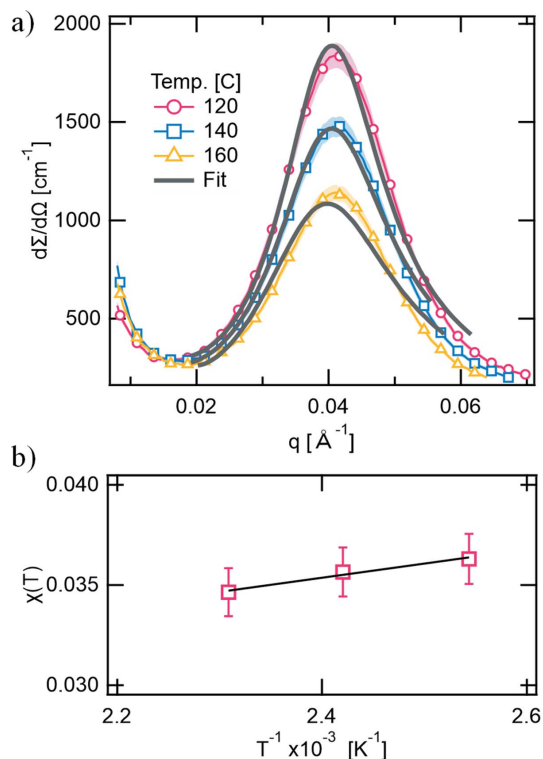 a)
2000
1500
1000
500
dΣ/dΩ [cm⁻¹]
Temp. [C]
120
140
160
Fit
0.02
0.04
0.06
q [Å⁻¹]
b)
0.040
0.035
0.030
χ(T)
2.2
2.4
2.6
T⁻¹ x10⁻³ [K⁻¹]